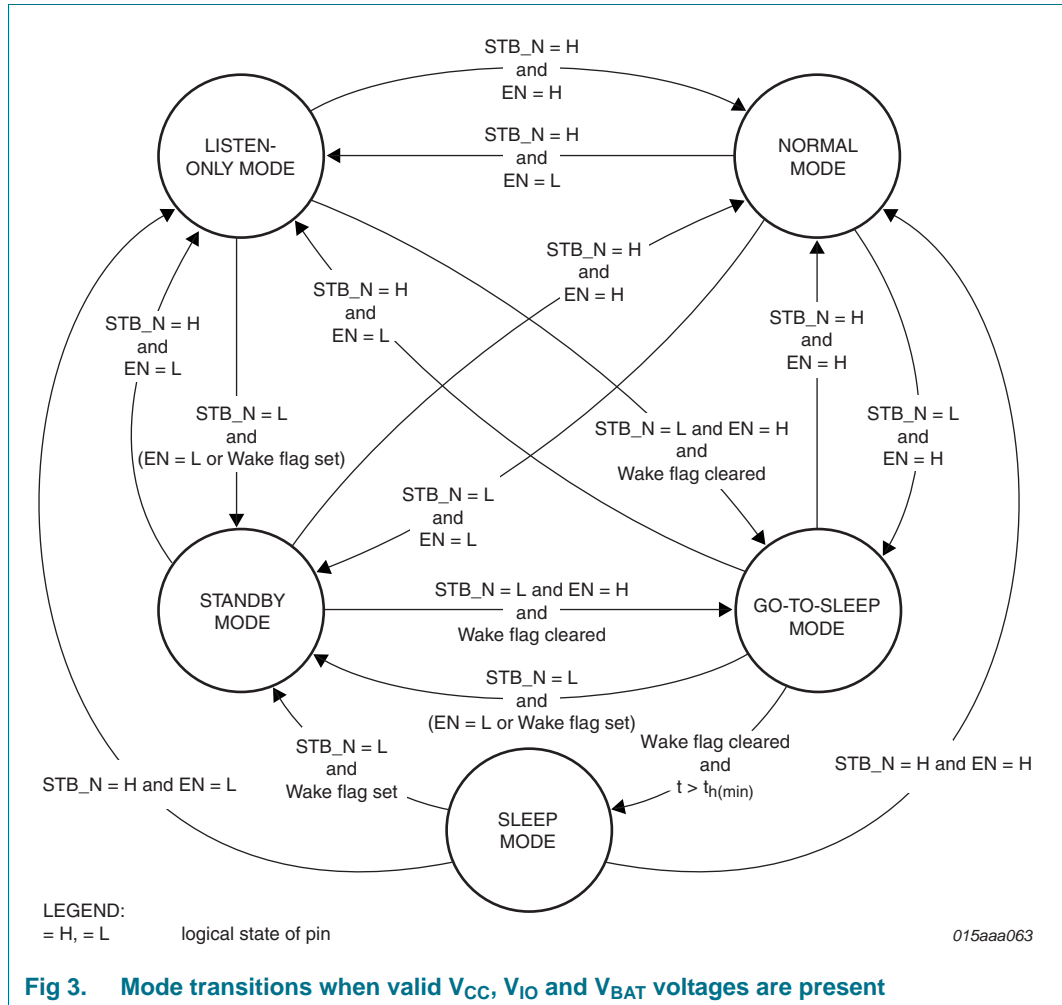 STB_N = H
and
EN = H
LISTEN-
ONLY MODE
STB_N = H
and
EN = L
NORMAL
MODE
STB_N = H
and
EN = H
STB_N = H
and
EN = L
STB_N = H
and
EN = L
STB_N = H
and
EN = H
STB_N = L
and
(EN = L or Wake flag set)
STB_N = L and EN = H
and
Wake flag cleared
STB_N = L
and
EN = H
STB_N = L
and
EN = L
STANDBY
MODE
STB_N = L and EN = H
and
Wake flag cleared
GO-TO-SLEEP
MODE
STB_N = L
and
(EN = L or Wake flag set)
STB_N = L
and
Wake flag set
Wake flag cleared
and
t > th(min)
STB_N = H and EN = L
STB_N = H and EN = H
SLEEP
MODE
LEGEND:
= H, = L logical state of pin
015aaa063
Fig 3. Mode transitions when valid VCC, VIO and VBAT voltages are present